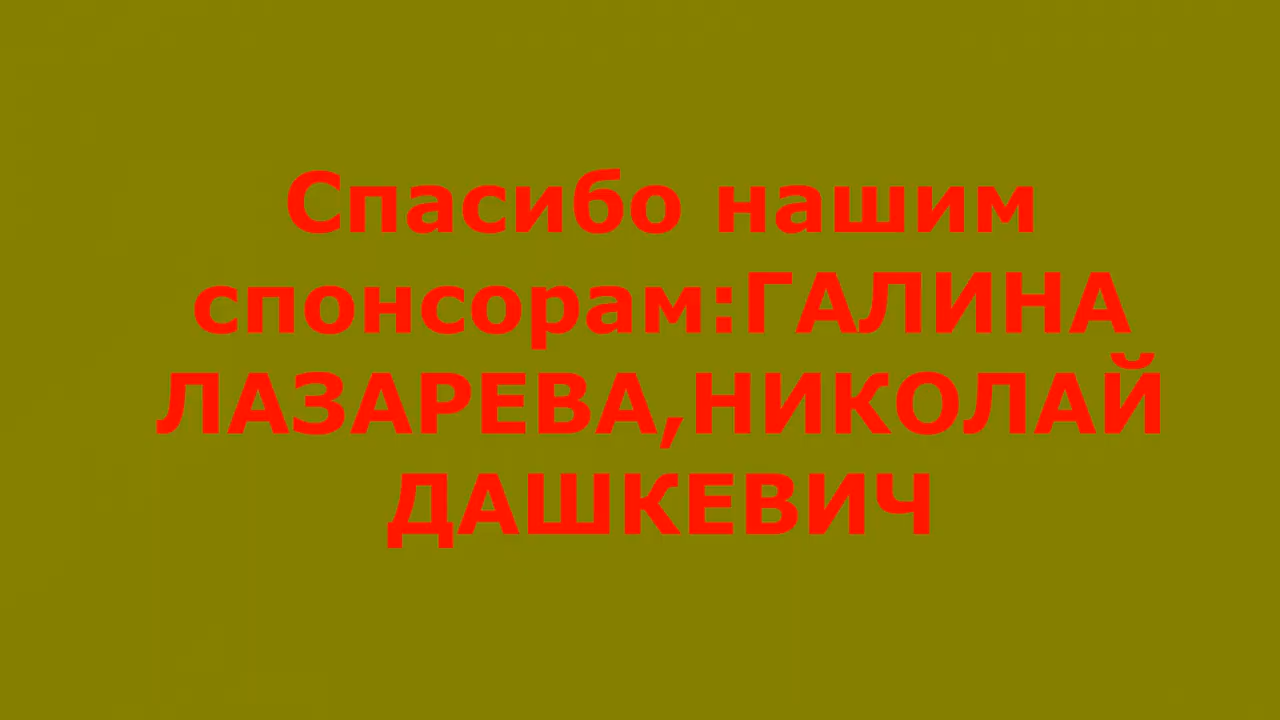 Спасибо нашим
спонсорам:ГАЛИНА
ЛАЗАРЕВА,НИКОЛАЙ
ДАШКЕВИЧ